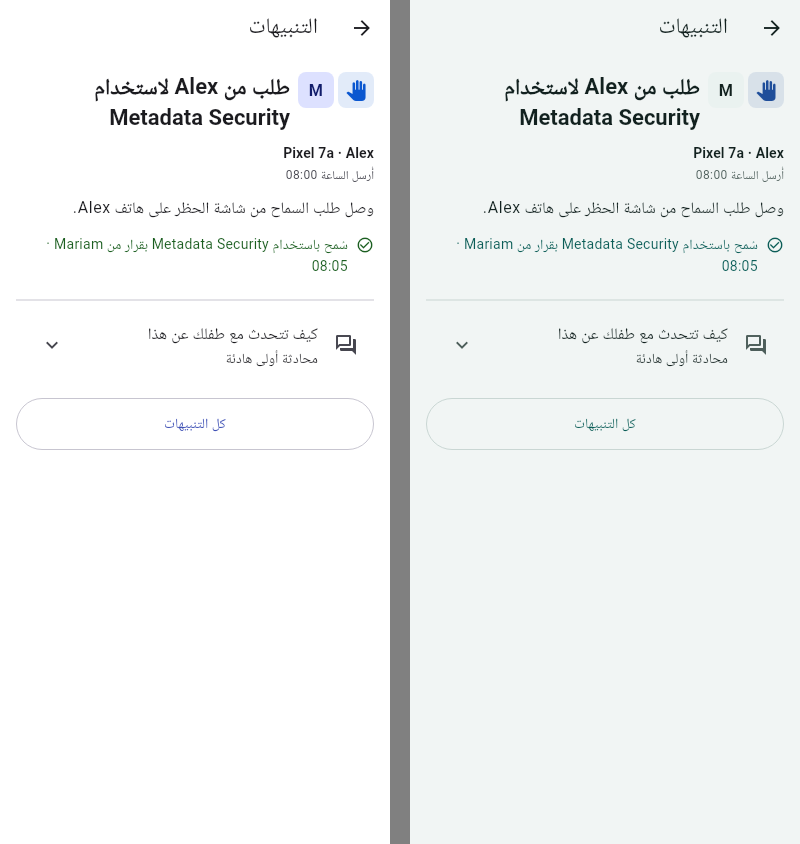 التنبيهات
M
طلب من Alex لاستخدام
Metadata Security
Pixel 7a · Alex
أرسل الساعة 08:00
وصل طلب السماح من شاشة الحظر على هاتف Alex.
سُمح باستخدام Metadata Security بقرار من Mariam ·
08:05
كيف تتحدث مع طفلك عن هذا
محادثة أولى هادئة
كل التنبيهات
التنبيهات
M
طلب من Alex لاستخدام
Metadata Security
Pixel 7a · Alex
أرسل الساعة 08:00
وصل طلب السماح من شاشة الحظر على هاتف Alex.
سُمح باستخدام Metadata Security بقرار من Mariam ·
08:05
كيف تتحدث مع طفلك عن هذا
محادثة أولى هادئة
كل التنبيهات